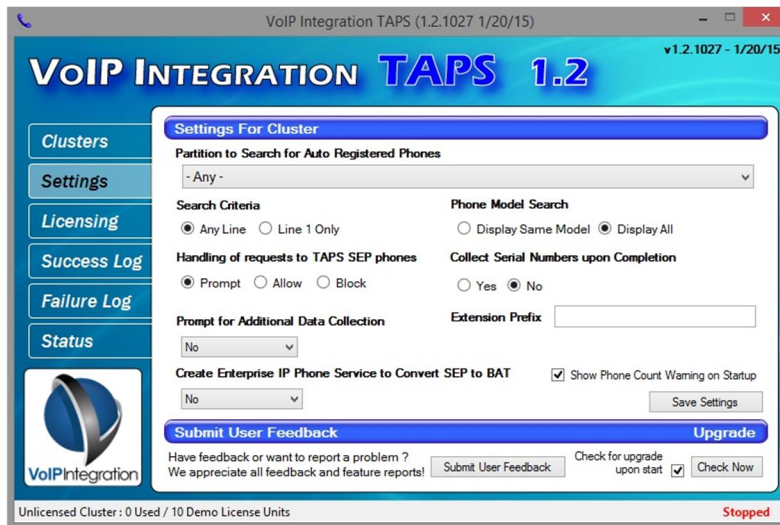 VoIP Integration TAPS (1.2.1027 1/20/15)
VOIP INTEGRATION TAPS 1.2
v1.2.1027 - 1/20/15
Clusters
Settings
Licensing
Success Log
Failure Log
Status
VoIPIntegration
Settings For Cluster
Partition to Search for Auto Registered Phones
- Any -
Search Criteria
Any Line Line 1 Only
Phone Model Search
Display Same Model Display All
Handling of requests to TAPS SEP phones
Prompt Allow Block
Collect Serial Numbers upon Completion
Yes No
Prompt for Additional Data Collection
No
Extension Prefix
Create Enterprise IP Phone Service to Convert SEP to BAT
No
Show Phone Count Warning on Startup
Save Settings
Submit User Feedback Upgrade
Have feedback or want to report a problem ?
We appreciate all feedback and feature reports!
Submit User Feedback
Check for upgrade
upon start
Check Now
Unlicensed Cluster : 0 Used / 10 Demo License Units
Stopped